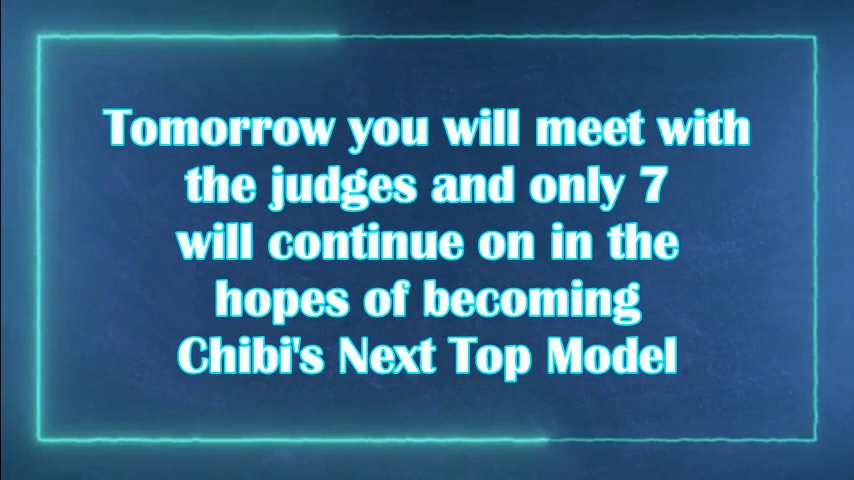 Tomorrow you will meet with
the judges and only 7
will continue on in the
hopes of becoming
Chibi's Next Top Model